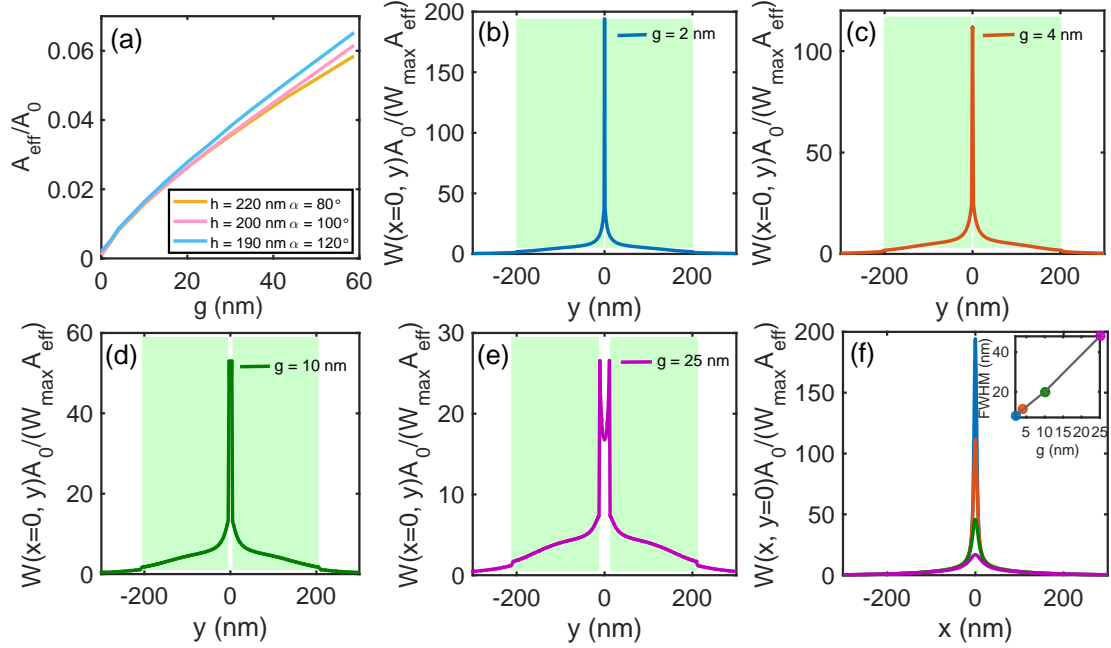 (a)
A_eff/A_0
0.06
0.04
0.02
0
h = 220 nm α = 80°
h = 200 nm α = 100°
h = 190 nm α = 120°
0 20 40 60
g (nm)
(b)
W(x=0, y)A_0/(W_max A_eff)
200
150
100
50
0
g = 2 nm
-200 0 200
y (nm)
(c)
W(x=0, y)A_0/(W_max A_eff)
100
50
0
g = 4 nm
-200 0 200
y (nm)
(d)
W(x=0, y)A_0/(W_max A_eff)
60
40
20
0
g = 10 nm
-200 0 200
y (nm)
(e)
W(x=0, y)A_0/(W_max A_eff)
30
20
10
0
g = 25 nm
-200 0 200
y (nm)
(f)
W(x, y=0)A_0/(W_max A_eff)
200
150
100
50
0
FWHM (nm)
40
20
5 10 15 20 25
g (nm)
-200 0 200
x (nm)